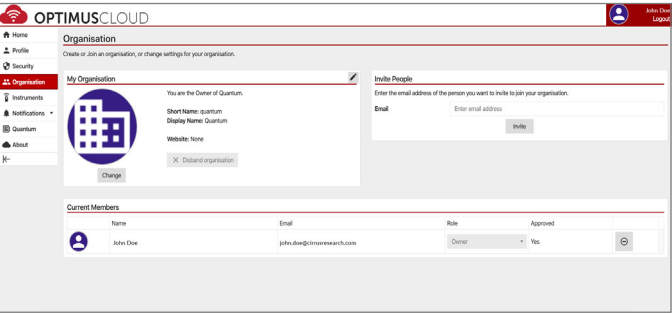 OPTIMUSCLOUD
John Doe
Logout
Home
Profile
Security
Organisation
Instruments
Notifications
Quantum
About
Organisation
Create or Join an organisation, or change settings for your organisation.
My Organisation
You are the Owner of Quantum.
Short Name: quantum
Display Name: Quantum
Website: None
Disband organisation
Change
Invite People
Enter the email address of the person you want to invite to join your organisation.
Email Enter email address
Invite
Current Members
Name Email Role Approved
John Doe john.doe@cirrusresearch.com Owner Yes